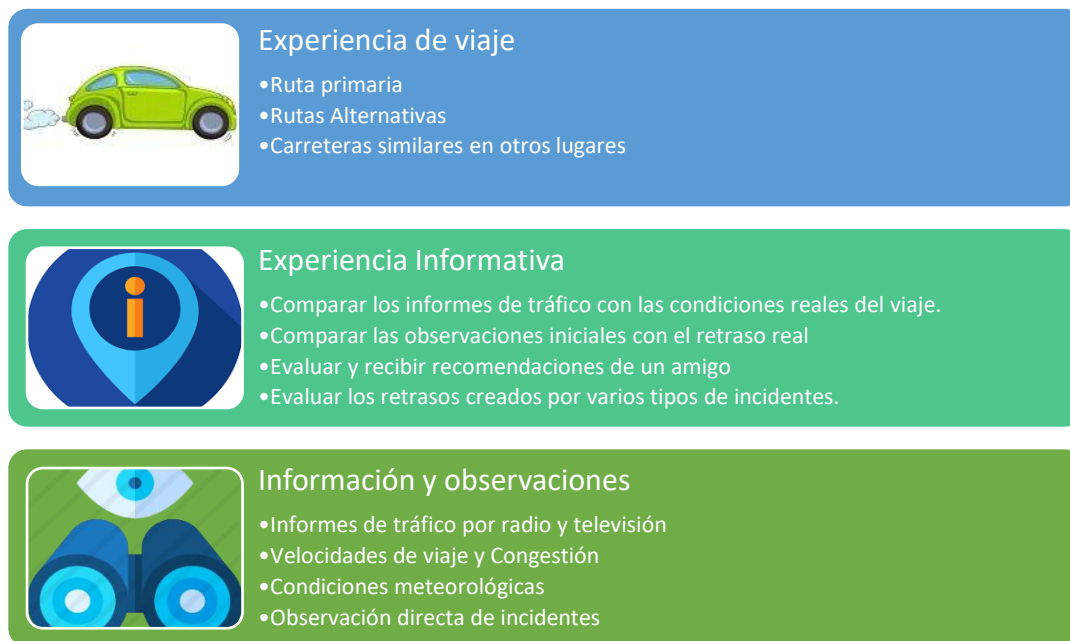 Experiencia de viaje
•Ruta primaria
•Rutas Alternativas
•Carreteras similares en otros lugares
Experiencia Informativa
•Comparar los informes de tráfico con las condiciones reales del viaje.
•Comparar las observaciones iniciales con el retraso real
•Evaluar y recibir recomendaciones de un amigo
•Evaluar los retrasos creados por varios tipos de incidentes.
Información y observaciones
•Informes de tráfico por radio y televisión
•Velocidades de viaje y Congestión
•Condiciones meteorológicas
•Observación directa de incidentes